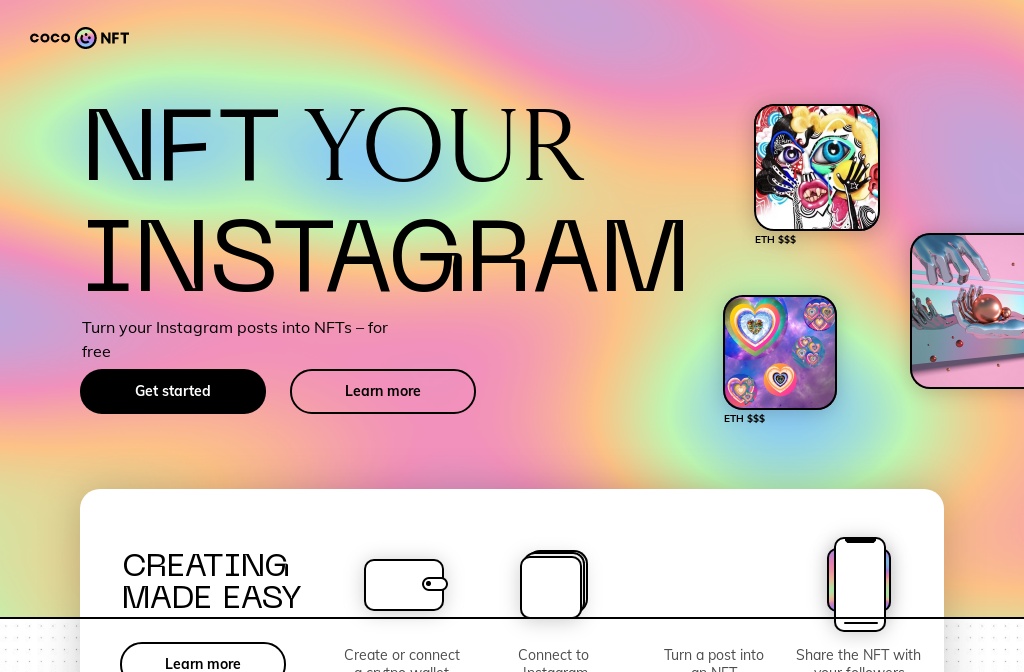 COCO NFT
NFT YOUR
INSTAGRAM
Turn your Instagram posts into NFTs – for
free
Get started
Learn more
ETH $$$
ETH $$$
CREATING
MADE EASY
Learn more
Create or connect
a crypto wallet
Connect to
Instagram
Turn a post into
an NFT
Share the NFT with
your followers